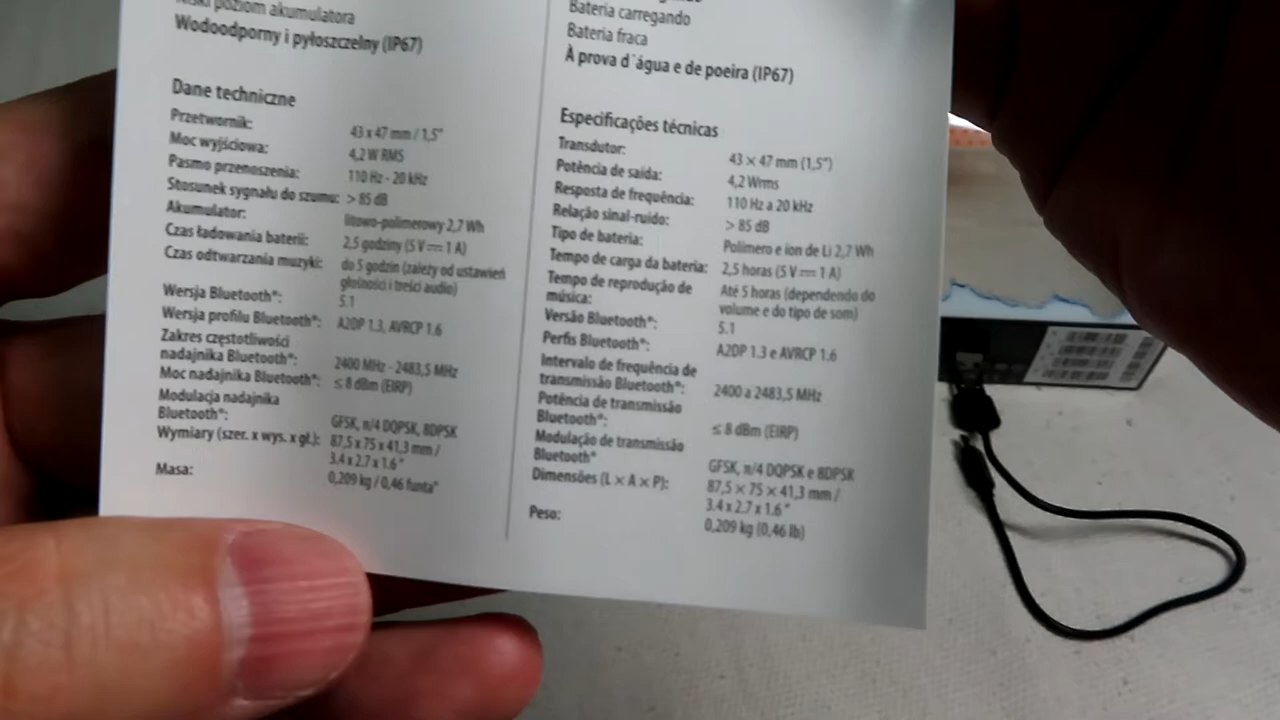 Niski poziom akumulatora
Wodoodporny i pyłoszczelny (IP67)
Dane techniczne
Przetwornik: 43 x 47 mm / 1,5"
Moc wyjściowa: 4,2 W RMS
Pasmo przenoszenia: 110 Hz - 20 kHz
Stosunek sygnału do szumu: > 85 dB
Akumulator: litowo-polimerowy 2,7 Wh
Czas ładowania baterii: 2,5 godziny (5 V ⎓ 1 A)
Czas odtwarzania muzyki: do 5 godzin (zależy od ustawień
głośności i treści audio)
Wersja Bluetooth®: 5.1
Wersja profilu Bluetooth®: A2DP 1.3, AVRCP 1.6
Zakres częstotliwości
nadajnika Bluetooth®: 2400 MHz - 2483,5 MHz
Moc nadajnika Bluetooth®: ≤ 8 dBm (EIRP)
Modulacja nadajnika
Bluetooth®: GFSK, π/4 DQPSK, 8DPSK
Wymiary (szer. x wys. x gł.): 87,5 x 75 x 41,3 mm /
3.4 x 2.7 x 1.6"
Masa: 0,209 kg / 0,46 funta"
Bateria carregando
Bateria fraca
À prova d´água e de poeira (IP67)
Especificações técnicas
Transdutor: 43 × 47 mm (1,5")
Potência de saída: 4,2 Wrms
Resposta de frequência: 110 Hz a 20 kHz
Relação sinal-ruído: > 85 dB
Tipo de bateria: Polímero e íon de Li 2,7 Wh
Tempo de carga da bateria: 2,5 horas (5 V ⎓ 1 A)
Tempo de reprodução de
música: Até 5 horas (dependendo do
volume e do tipo de som)
Versão Bluetooth®: 5.1
Perfis Bluetooth®: A2DP 1.3 e AVRCP 1.6
Intervalo de frequência de
transmissão Bluetooth®: 2400 a 2483,5 MHz
Potência de transmissão
Bluetooth®: ≤ 8 dBm (EIRP)
Modulação de transmissão
Bluetooth® GFSK, π/4 DQPSK e 8DPSK
Dimensões (L × A × P): 87,5 × 75 × 41,3 mm /
3.4 x 2.7 x 1.6"
Peso: 0,209 kg (0,46 lb)